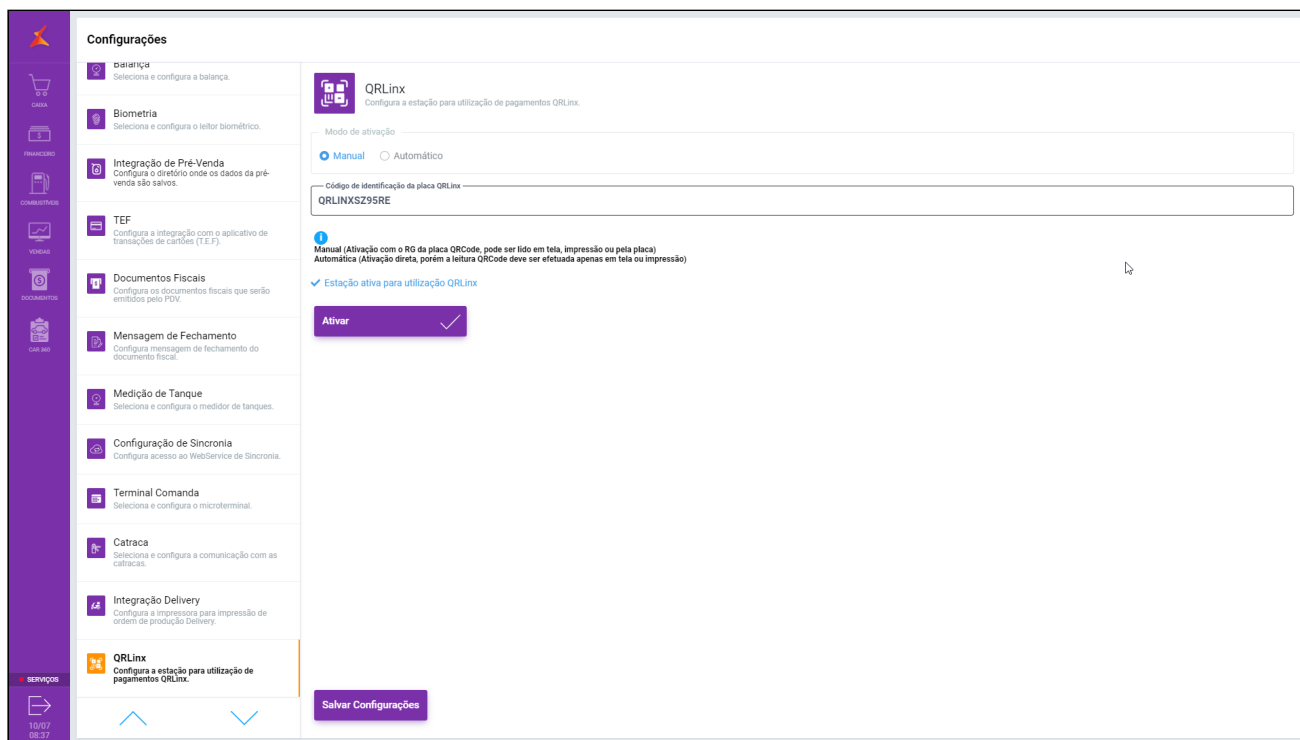 Configurações
CAIXA
FINANCEIRO
COMBUSTÍVEIS
VENDAS
DOCUMENTOS
CAR 360
SERVIÇOS
10/07
08:37
Balança
Seleciona e configura a balança.
Biometria
Seleciona e configura o leitor biométrico.
Integração de Pré-Venda
Configura o diretório onde os dados da pré-
venda são salvos.
TEF
Configura a integração com o aplicativo de
transações de cartões (T.E.F).
Documentos Fiscais
Configura os documentos fiscais que serão
emitidos pelo PDV.
Mensagem de Fechamento
Configura mensagem de fechamento do
documento fiscal.
Medição de Tanque
Seleciona e configura o medidor de tanques.
Configuração de Sincronia
Configura acesso ao WebService de Sincronia.
Terminal Comanda
Seleciona e configura o microterminal.
Catraca
Seleciona e configura a comunicação com as
catracas.
Integração Delivery
Configura a impressora para impressão de
ordem de produção Delivery.
QRLinx
Configura a estação para utilização de
pagamentos QRLinx.
QRLinx
Configura a estação para utilização de pagamentos QRLinx.
Modo de ativação
Manual Automático
Código de identificação da placa QRLinx
QRLINXSZ95RE
Manual (Ativação com o RG da placa QRCode, pode ser lido em tela, impressão ou pela placa)
Automática (Ativação direta, porém a leitura QRCode deve ser efetuada apenas em tela ou impressão)
Estação ativa para utilização QRLinx
Ativar
Salvar Configurações